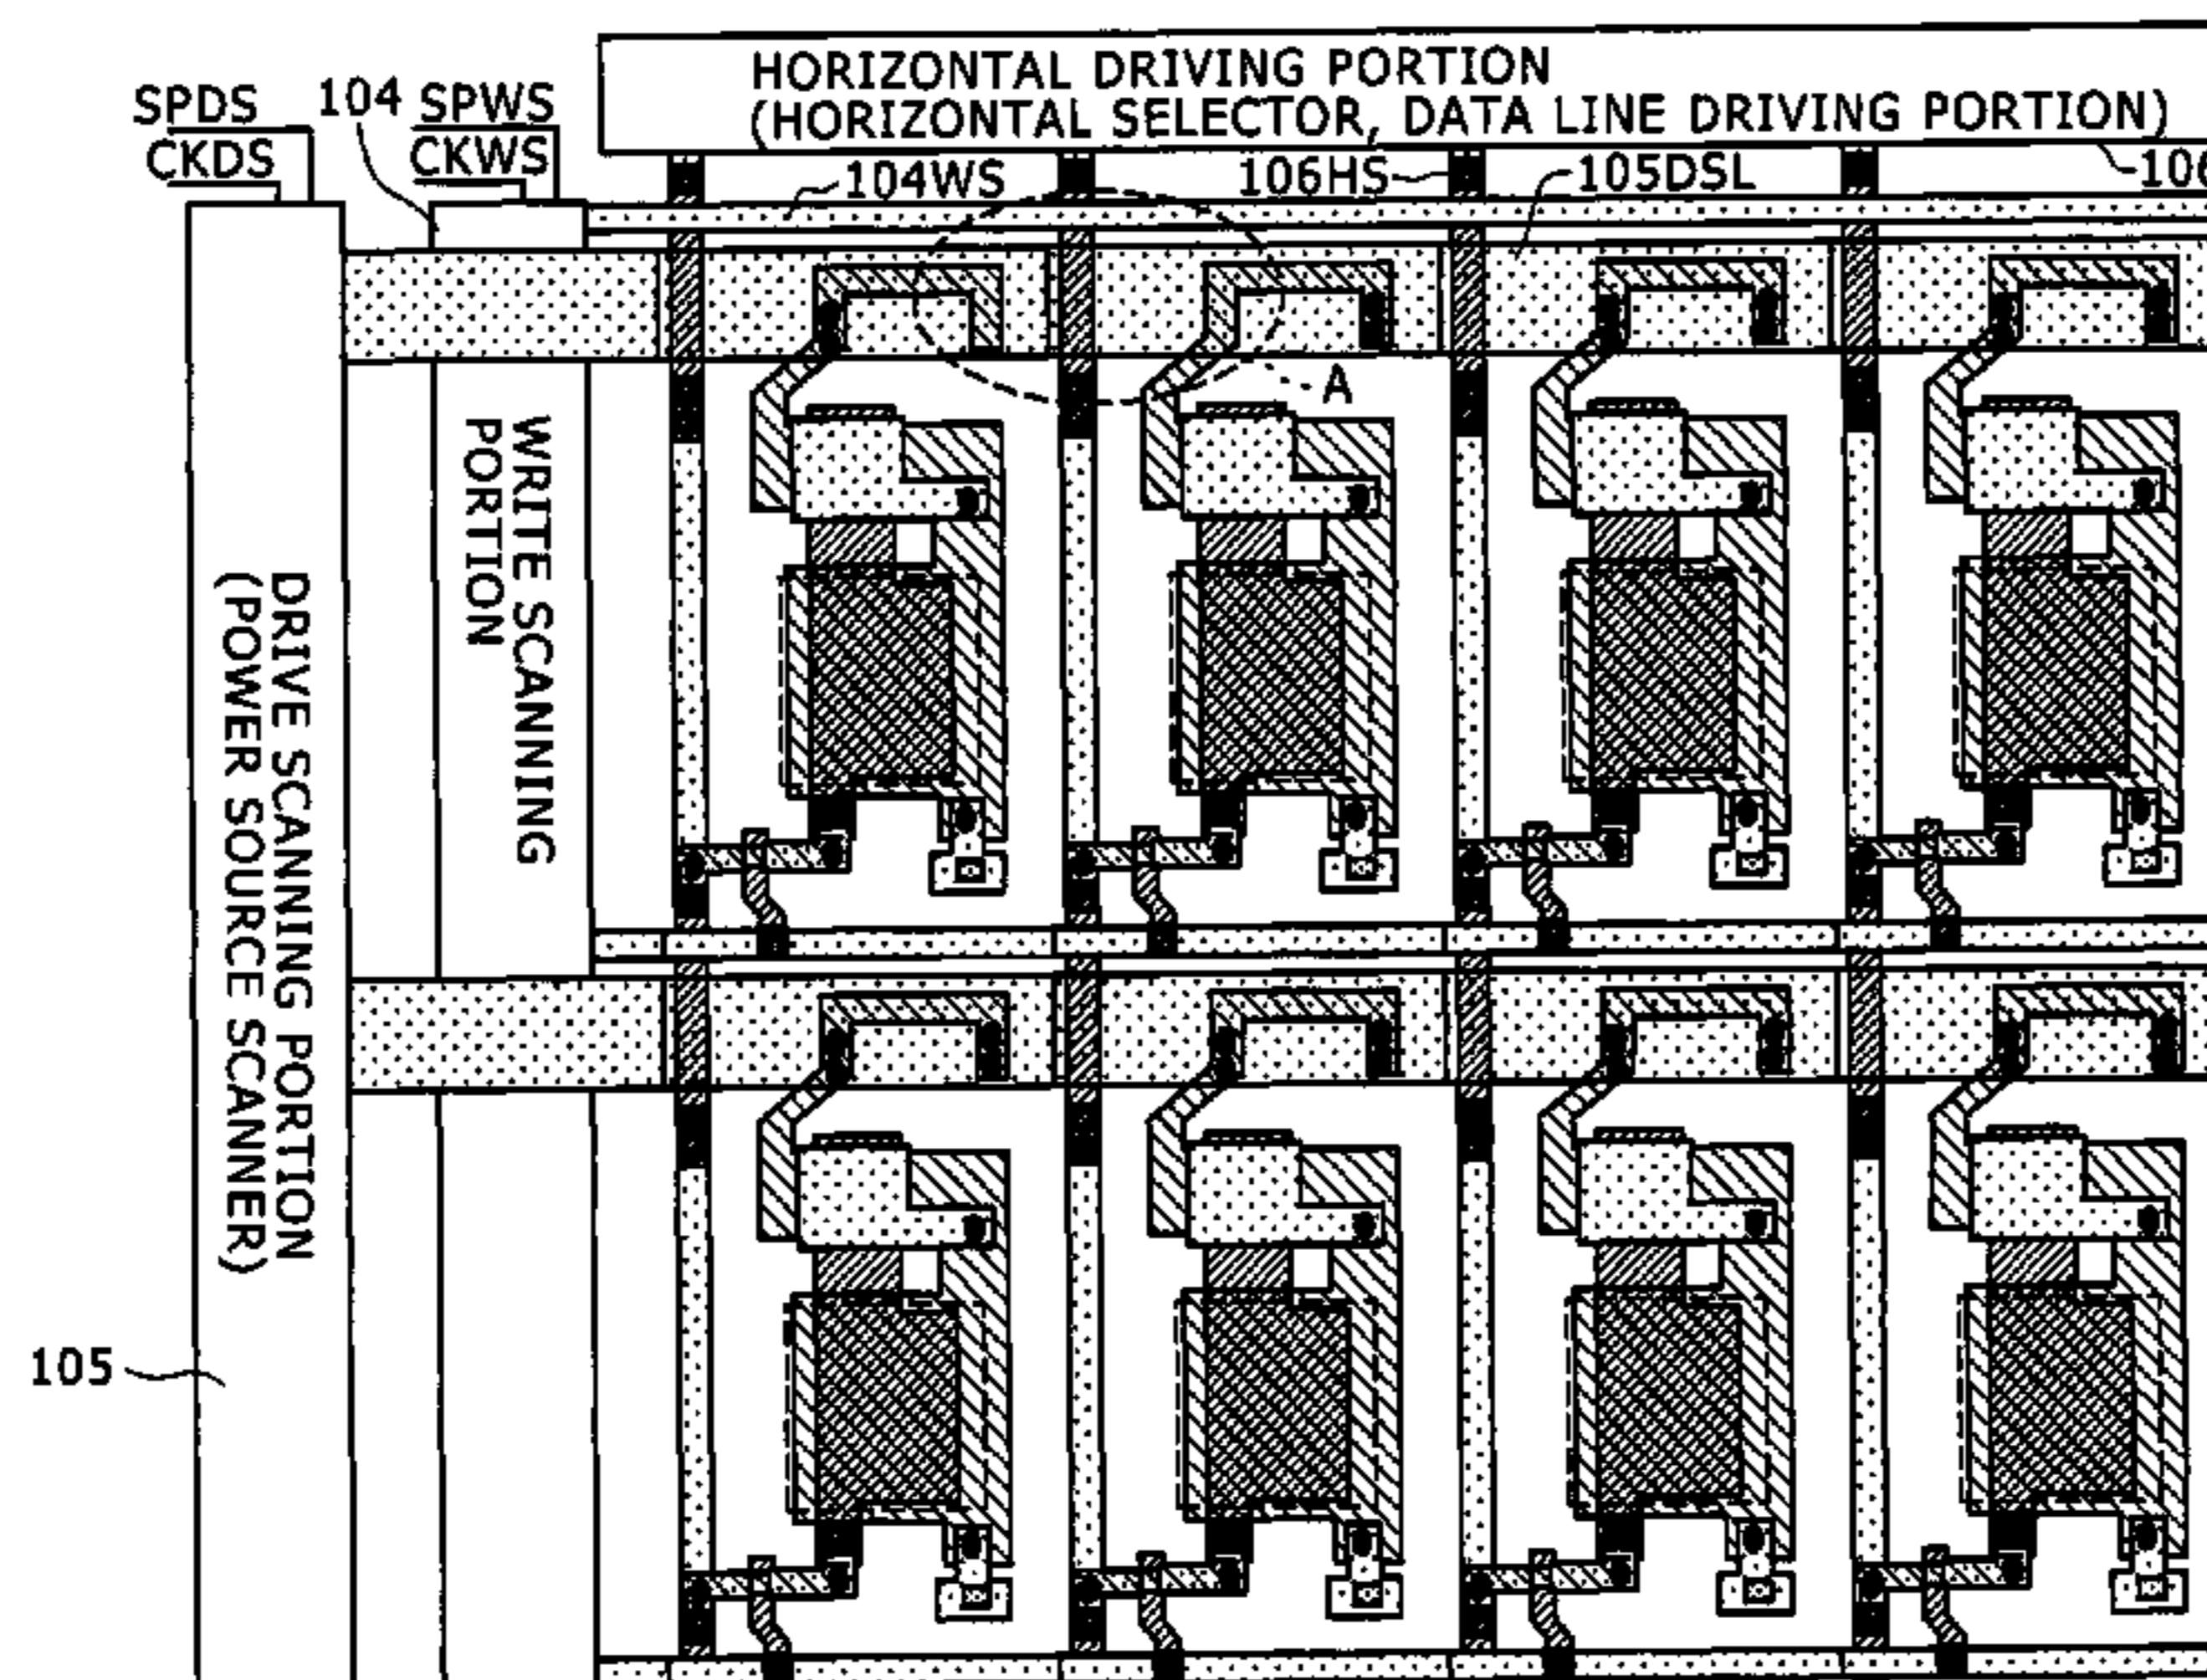 HORIZONTAL DRIVING PORTION
(HORIZONTAL SELECTOR, DATA LINE DRIVING PORTION)
SPDS
CKDS
104
SPWS
CKWS
104WS
106HS
105DSL
106
A
WRITE SCANNING
PORTION
DRIVE SCANNING PORTION
(POWER SOURCE SCANNER)
105